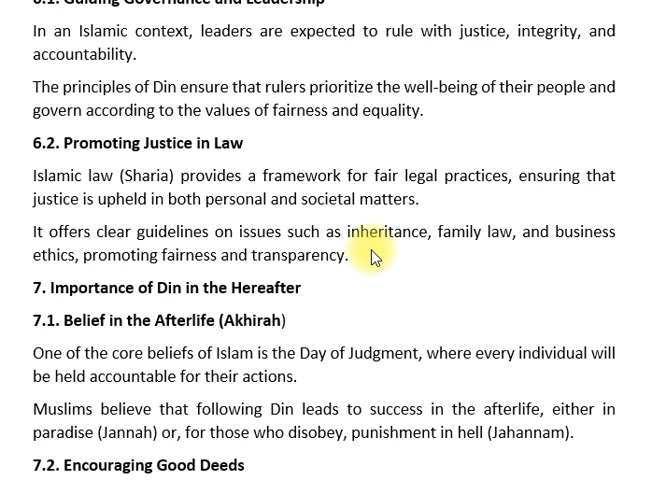 6.1. Guiding Governance and Leadership
In an Islamic context, leaders are expected to rule with justice, integrity, and
accountability.
The principles of Din ensure that rulers prioritize the well-being of their people and
govern according to the values of fairness and equality.
6.2. Promoting Justice in Law
Islamic law (Sharia) provides a framework for fair legal practices, ensuring that
justice is upheld in both personal and societal matters.
It offers clear guidelines on issues such as inheritance, family law, and business
ethics, promoting fairness and transparency.
7. Importance of Din in the Hereafter
7.1. Belief in the Afterlife (Akhirah)
One of the core beliefs of Islam is the Day of Judgment, where every individual will
be held accountable for their actions.
Muslims believe that following Din leads to success in the afterlife, either in
paradise (Jannah) or, for those who disobey, punishment in hell (Jahannam).
7.2. Encouraging Good Deeds